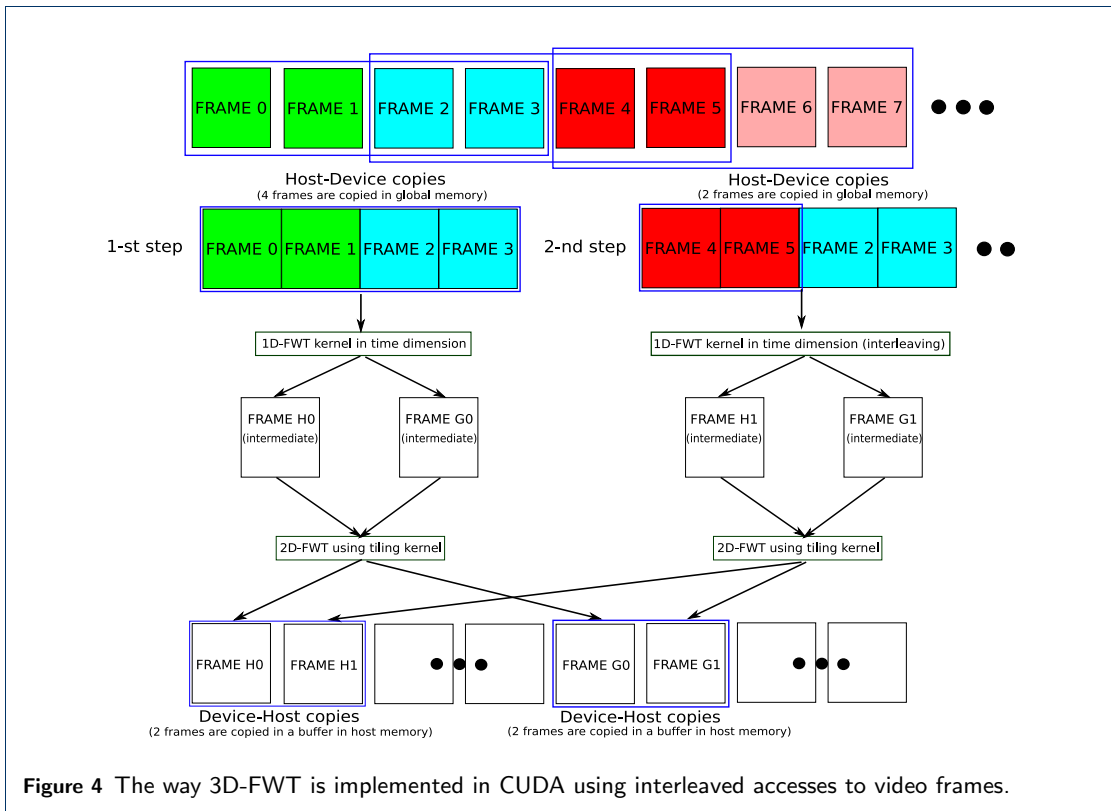 FRAME 0 FRAME 1 FRAME 2 FRAME 3 FRAME 4 FRAME 5 FRAME 6 FRAME 7
Host-Device copies
(4 frames are copied in global memory)
Host-Device copies
(2 frames are copied in global memory)
1-st step
FRAME 0 FRAME 1 FRAME 2 FRAME 3
2-nd step
FRAME 4 FRAME 5 FRAME 2 FRAME 3
1D-FWT kernel in time dimension
1D-FWT kernel in time dimension (interleaving)
FRAME H0
(intermediate)
FRAME G0
(intermediate)
FRAME H1
(intermediate)
FRAME G1
(intermediate)
2D-FWT using tiling kernel
2D-FWT using tiling kernel
FRAME H0 FRAME H1 FRAME G0 FRAME G1
Device-Host copies
(2 frames are copied in a buffer in host memory)
Device-Host copies
(2 frames are copied in a buffer in host memory)
Figure 4 The way 3D-FWT is implemented in CUDA using interleaved accesses to video frames.